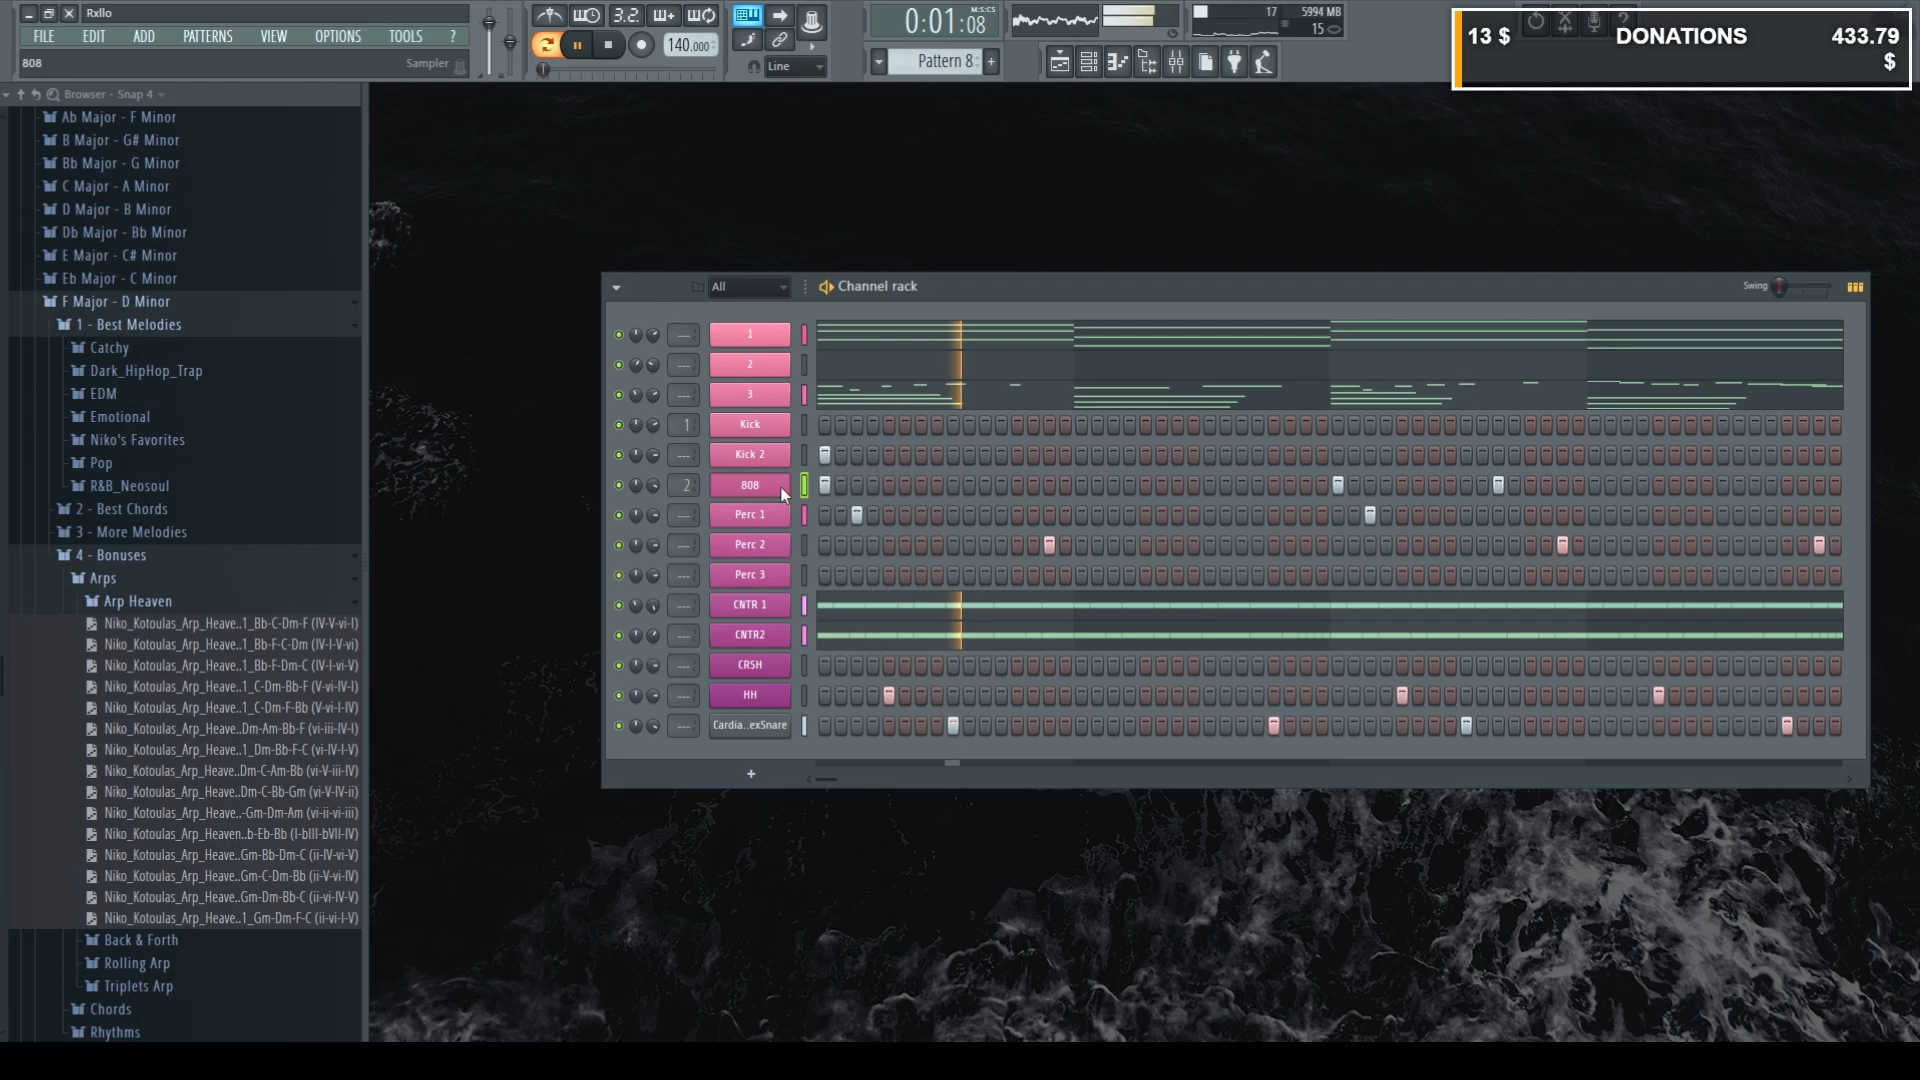 Rxllo
FILE EDIT ADD PATTERNS VIEW OPTIONS TOOLS ?
808 Sampler
3.2.
140.000
Line
0:01:08
M:S:CS
Pattern 8
17 5994 MB
15
13 $ DONATIONS 433.79
$
Browser - Snap 4
Ab Major - F Minor
B Major - G# Minor
Bb Major - G Minor
C Major - A Minor
D Major - B Minor
Db Major - Bb Minor
E Major - C# Minor
Eb Major - C Minor
F Major - D Minor
1 - Best Melodies
Catchy
Dark_HipHop_Trap
EDM
Emotional
Niko's Favorites
Pop
R&B_Neosoul
2 - Best Chords
3 - More Melodies
4 - Bonuses
Arps
Arp Heaven
Niko_Kotoulas_Arp_Heave..1_Bb-C-Dm-F (IV-V-vi-I)
Niko_Kotoulas_Arp_Heave..1_Bb-F-C-Dm (IV-I-V-vi)
Niko_Kotoulas_Arp_Heave..1_Bb-F-Dm-C (IV-I-vi-V)
Niko_Kotoulas_Arp_Heave..1_C-Dm-Bb-F (V-vi-IV-I)
Niko_Kotoulas_Arp_Heave..1_C-Dm-F-Bb (V-vi-I-IV)
Niko_Kotoulas_Arp_Heave..Dm-Am-Bb-F (vi-iii-IV-I)
Niko_Kotoulas_Arp_Heave..1_Dm-Bb-F-C (vi-IV-I-V)
Niko_Kotoulas_Arp_Heave..Dm-C-Am-Bb (vi-V-iii-IV)
Niko_Kotoulas_Arp_Heave..Dm-C-Bb-Gm (vi-V-IV-ii)
Niko_Kotoulas_Arp_Heave..-Gm-Dm-Am (vi-ii-vi-iii)
Niko_Kotoulas_Arp_Heaven..b-Eb-Bb (I-bIII-bVII-IV)
Niko_Kotoulas_Arp_Heave..Gm-Bb-Dm-C (ii-IV-vi-V)
Niko_Kotoulas_Arp_Heave..Gm-C-Dm-Bb (ii-V-vi-IV)
Niko_Kotoulas_Arp_Heave..Gm-Dm-Bb-C (ii-vi-IV-V)
Niko_Kotoulas_Arp_Heave..1_Gm-Dm-F-C (ii-vi-I-V)
Back & Forth
Rolling Arp
Triplets Arp
Chords
Rhythms
All Channel rack Swing
1
2
3
1 Kick
Kick 2
2 808
Perc 1
Perc 2
Perc 3
CNTR 1
CNTR2
CRSH
HH
Cardia..exSnare
+